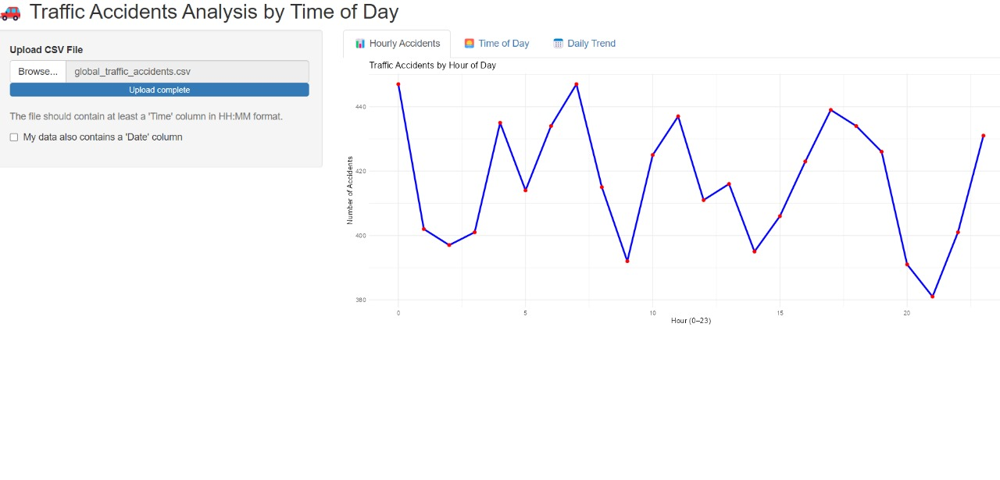 Traffic Accidents Analysis by Time of Day
Upload CSV File
Browse... global_traffic_accidents.csv
Upload complete
The file should contain at least a 'Time' column in HH:MM format.
My data also contains a 'Date' column
Hourly Accidents Time of Day Daily Trend
Traffic Accidents by Hour of Day
Number of Accidents
440
420
400
380
0 5 10 15 20
Hour (0–23)